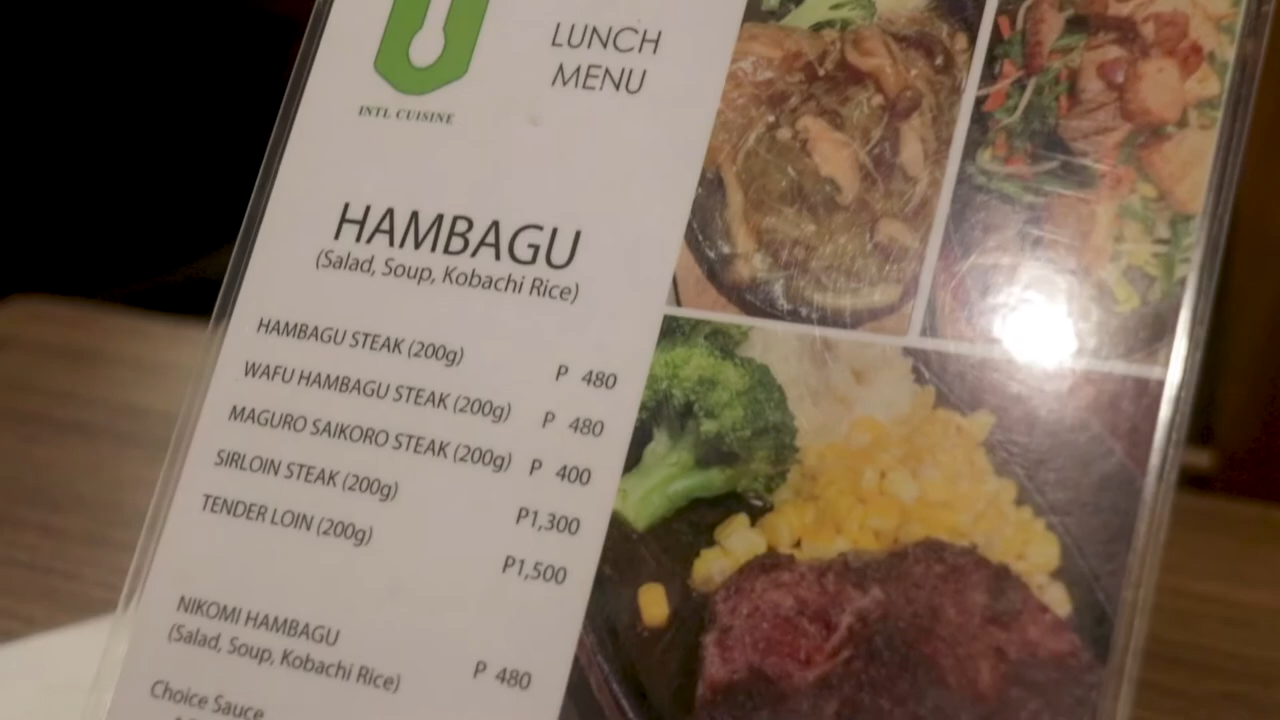 LUNCH
MENU
INTL CUISINE
HAMBAGU
(Salad, Soup, Kobachi Rice)
HAMBAGU STEAK (200g) P 480
WAFU HAMBAGU STEAK (200g) P 480
MAGURO SAIKORO STEAK (200g) P 400
SIRLOIN STEAK (200g) P1,300
TENDER LOIN (200g) P1,500
NIKOMI HAMBAGU
(Salad, Soup, Kobachi Rice) P 480
Choice Sauce